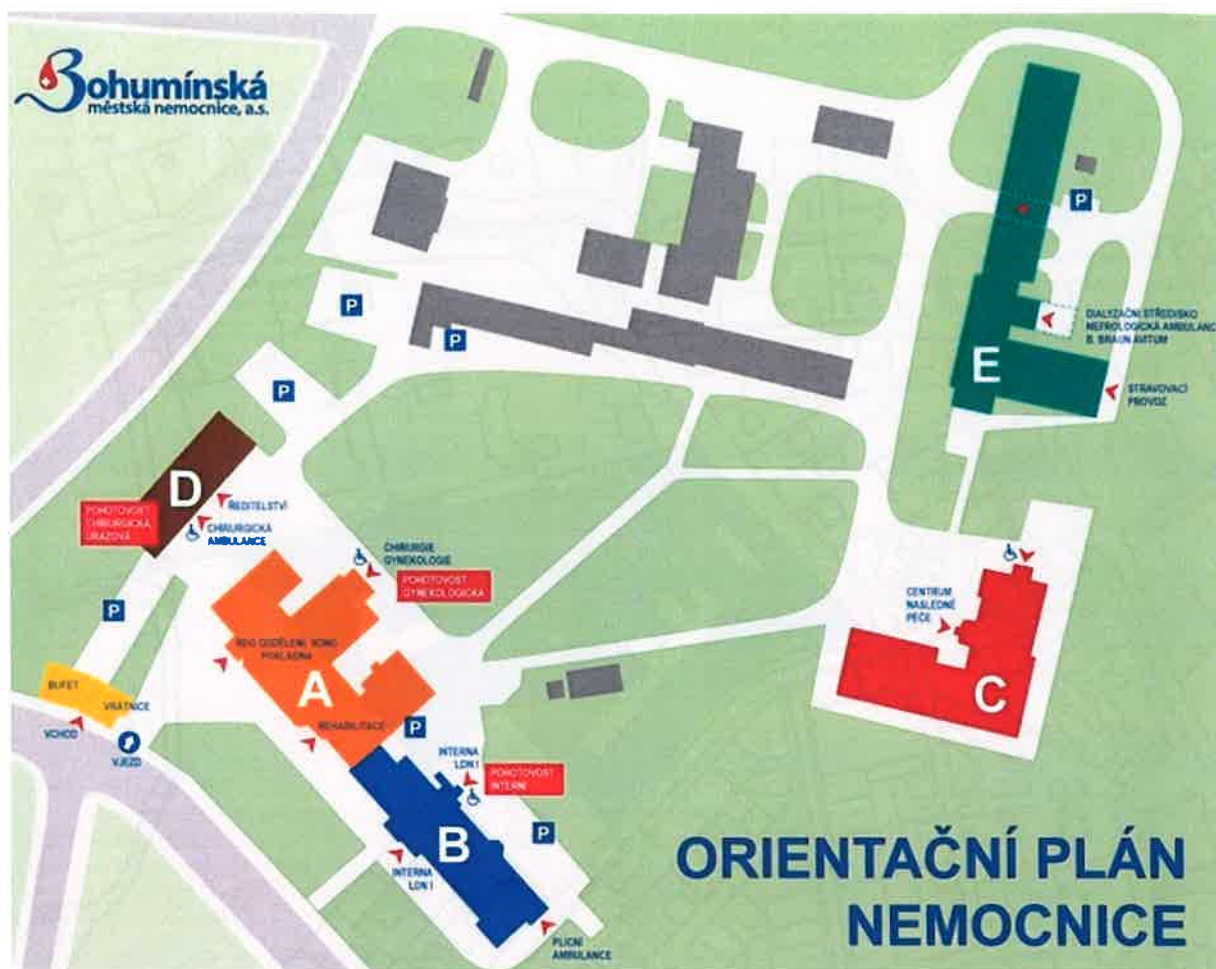 Bohumínská
městská nemocnice, a.s.
P
P
P
P
DIALYZAČNÍ STŘEDISKO
NEFROLOGICKÁ AMBULANC
B. BRAUN AVITUM
E
STRAVOVACÍ
PROVOZ
D
POHOTOVOST
CHIRURGICKÁ,
ÚRAZOVÁ
ŘEDITELSTVÍ
CHIRURGICKÁ
AMBULANCE
CHIRURGIE
GYNEKOLOGIE
POHOTOVOST
GYNEKOLOGICKÁ
P
CENTRUM
NÁSLEDNÉ
PÉČE
C
RDG ODDĚLENÍ, SONO
POKLADNA
A
REHABILITACE
BUFET
VRÁTNICE
VCHOD
VJEZD
P
INTERNA
LDN I
POHOTOVOST
INTERNÍ
P
B
INTERNA
LDN I
PLICNÍ
AMBULANCE
ORIENTAČNÍ PLÁN
NEMOCNICE